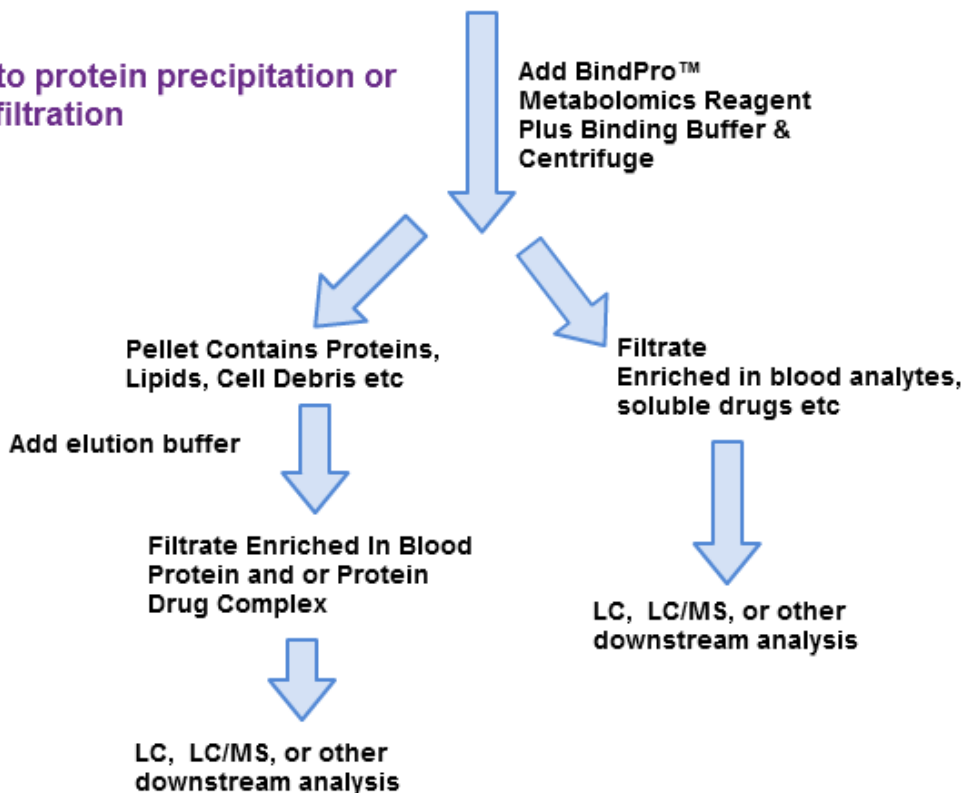 to protein precipitation or
filtration
Add BindPro™
Metabolomics Reagent
Plus Binding Buffer &
Centrifuge
Pellet Contains Proteins,
Lipids, Cell Debris etc
Filtrate
Enriched in blood analytes,
soluble drugs etc
Add elution buffer
Filtrate Enriched In Blood
Protein and or Protein
Drug Complex
LC,  LC/MS, or other
downstream analysis
LC,  LC/MS, or other
downstream analysis